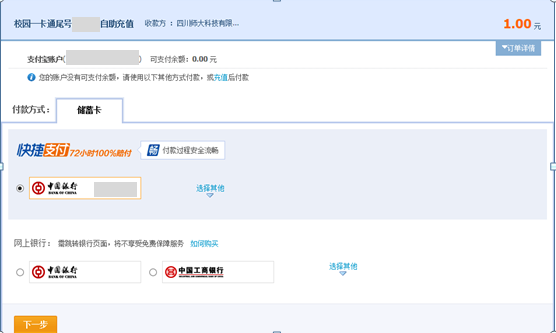 校园一卡通尾号 自助充值 收款方：四川师大科技有限... 1.00 元
订单详情
支付宝账户( ) 可支付余额：0.00 元
您的账户没有可支付余额，请使用以下其他方式付款，或充值后付款
付款方式： 储蓄卡
快捷支付 72小时100%赔付 畅 付款过程安全流畅
中国银行 BANK OF CHINA 选择其他
网上银行： 需跳转银行页面，将不享受免费保障服务 如何购买
中国银行 BANK OF CHINA 中国工商银行 选择其他
下一步